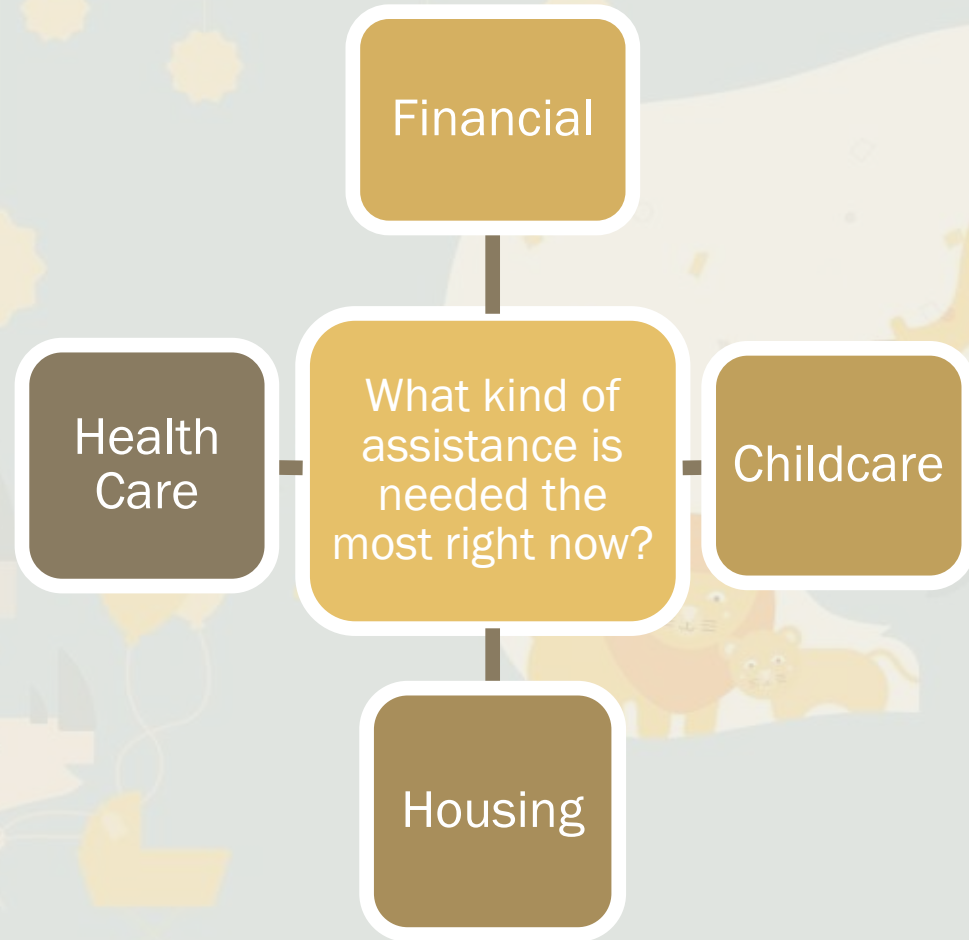 Financial
Health
Care
What kind of
assistance is
needed the
most right now?
Childcare
Housing